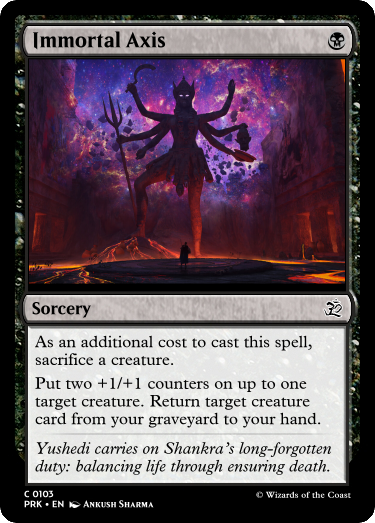 Immortal Axis
Sorcery
As an additional cost to cast this spell,
sacrifice a creature.
Put two +1/+1 counters on up to one
target creature. Return target creature
card from your graveyard to your hand.
Yushedi carries on Shankra's long-forgotten
duty: balancing life through ensuring death.
C 0103
PRK • EN Ankush Sharma
© Wizards of the Coast